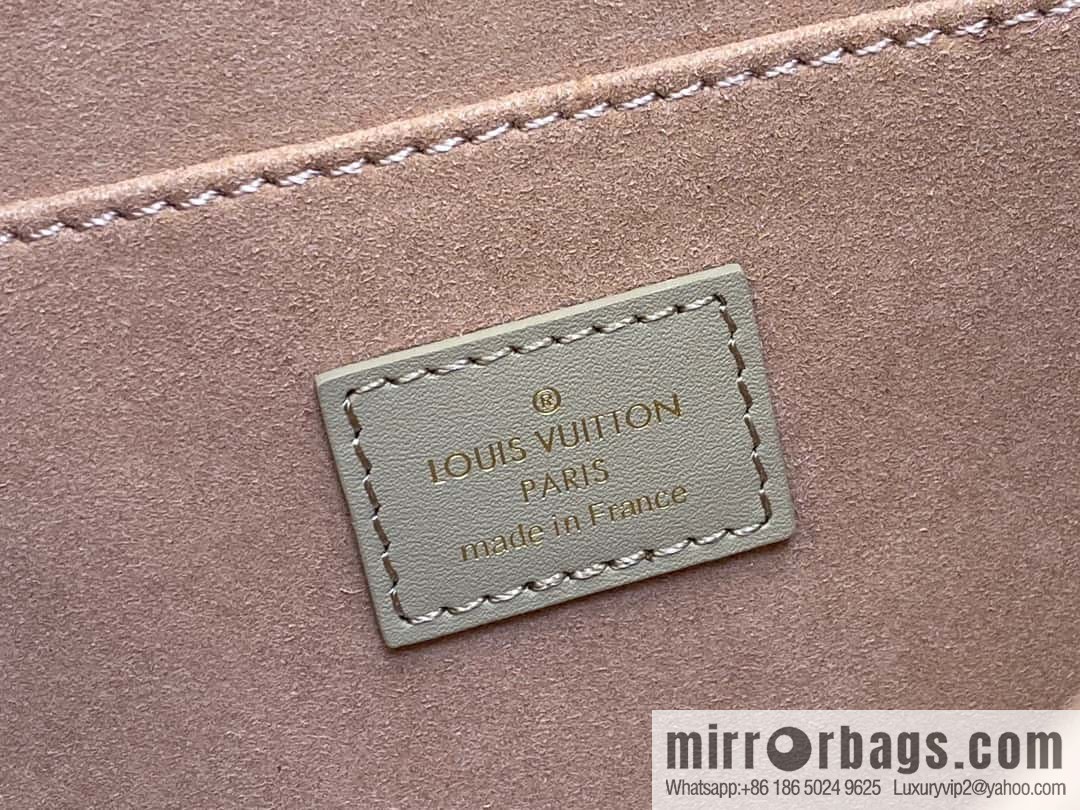 ®
LOUIS VUITTON
PARIS
made in France
mirrorbags.com
Whatsapp:+86 186 5024 9625 Luxuryvip2@yahoo.com